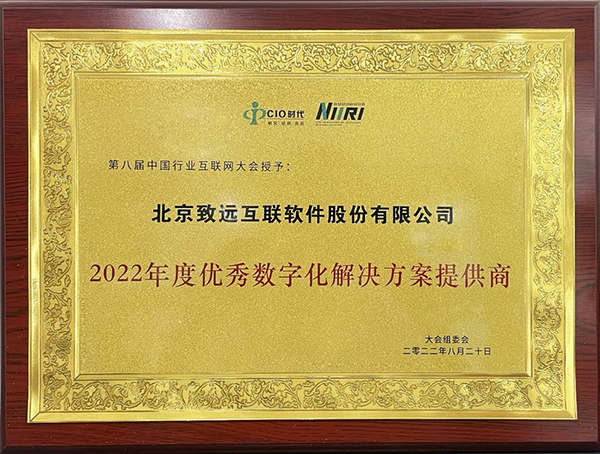 CIO时代 NIIRI
第八届中国行业互联网大会授予：
北京致远互联软件股份有限公司
2022年度优秀数字化解决方案提供商
大会组委会
二零二二年八月二十日